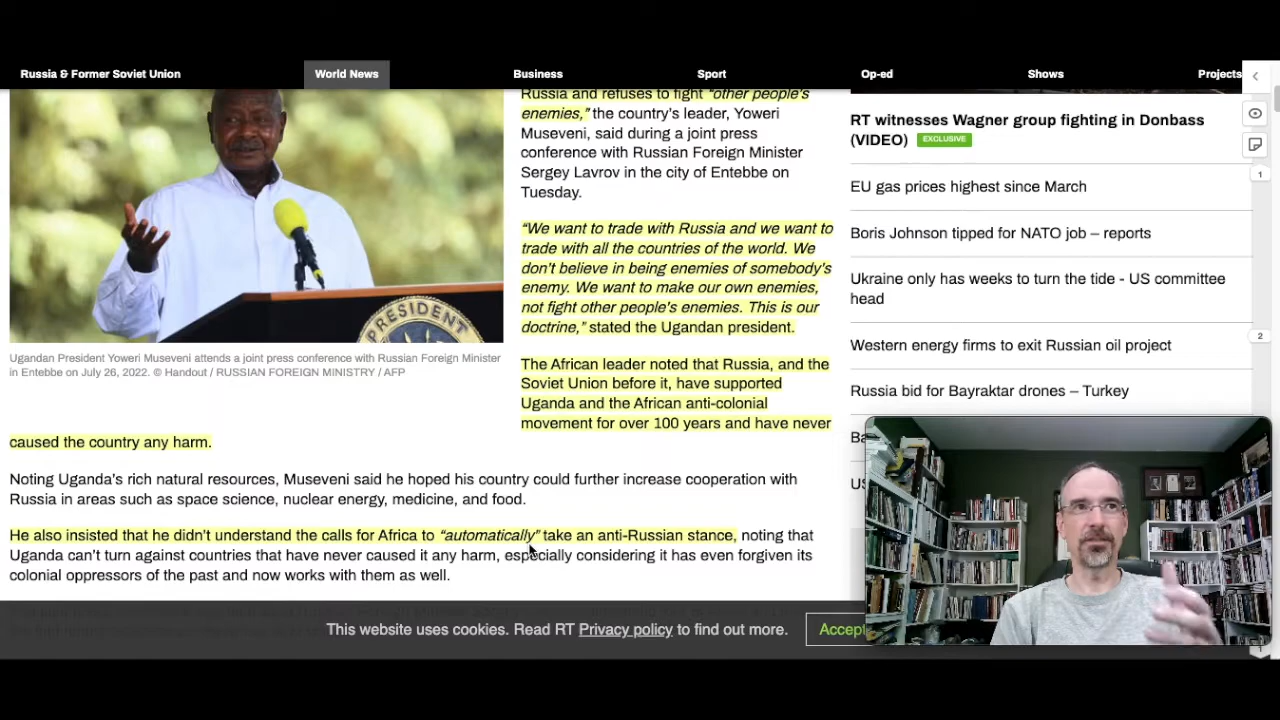 Russia & Former Soviet Union
World News
Business
Sport
Op-ed
Shows
Projects
Russia and refuses to fight “other people’s
enemies,” the country’s leader, Yoweri
Museveni, said during a joint press
conference with Russian Foreign Minister
Sergey Lavrov in the city of Entebbe on
Tuesday.
“We want to trade with Russia and we want to
trade with all the countries of the world. We
don’t believe in being enemies of somebody’s
enemy. We want to make our own enemies,
not fight other people’s enemies. This is our
doctrine,” stated the Ugandan president.
PRESIDENT
Ugandan President Yoweri Museveni attends a joint press conference with Russian Foreign Minister
in Entebbe on July 26, 2022. © Handout / RUSSIAN FOREIGN MINISTRY / AFP
The African leader noted that Russia, and the
Soviet Union before it, have supported
Uganda and the African anti-colonial
movement for over 100 years and have never
caused the country any harm.
Noting Uganda’s rich natural resources, Museveni said he hoped his country could further increase cooperation with
Russia in areas such as space science, nuclear energy, medicine, and food.
He also insisted that he didn’t understand the calls for Africa to “automatically” take an anti-Russian stance, noting that
Uganda can’t turn against countries that have never caused it any harm, especially considering it has even forgiven its
colonial oppressors of the past and now works with them as well.
RT witnesses Wagner group fighting in Donbass
(VIDEO) EXCLUSIVE
EU gas prices highest since March
Boris Johnson tipped for NATO job – reports
Ukraine only has weeks to turn the tide - US committee
head
Western energy firms to exit Russian oil project
Russia bid for Bayraktar drones – Turkey
Ba
US
1
2
This website uses cookies. Read RT Privacy policy to find out more.
Accept
1